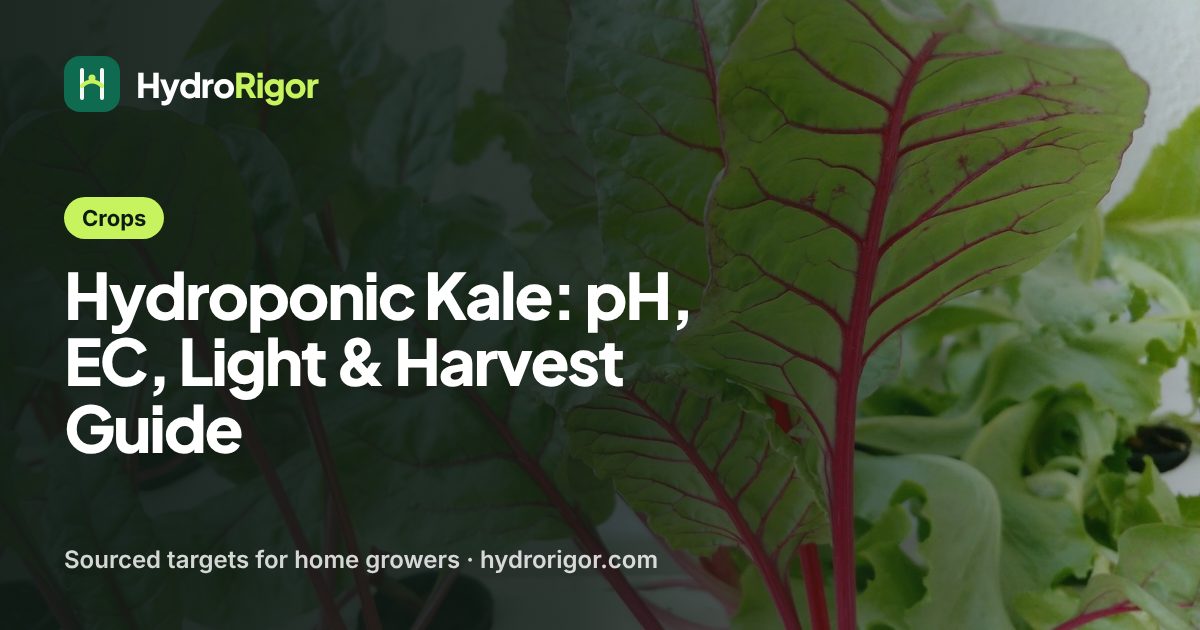 HydroRigor
Crops
Hydroponic Kale: pH,
EC, Light & Harvest
Guide
Sourced targets for home growers · hydrorigor.com